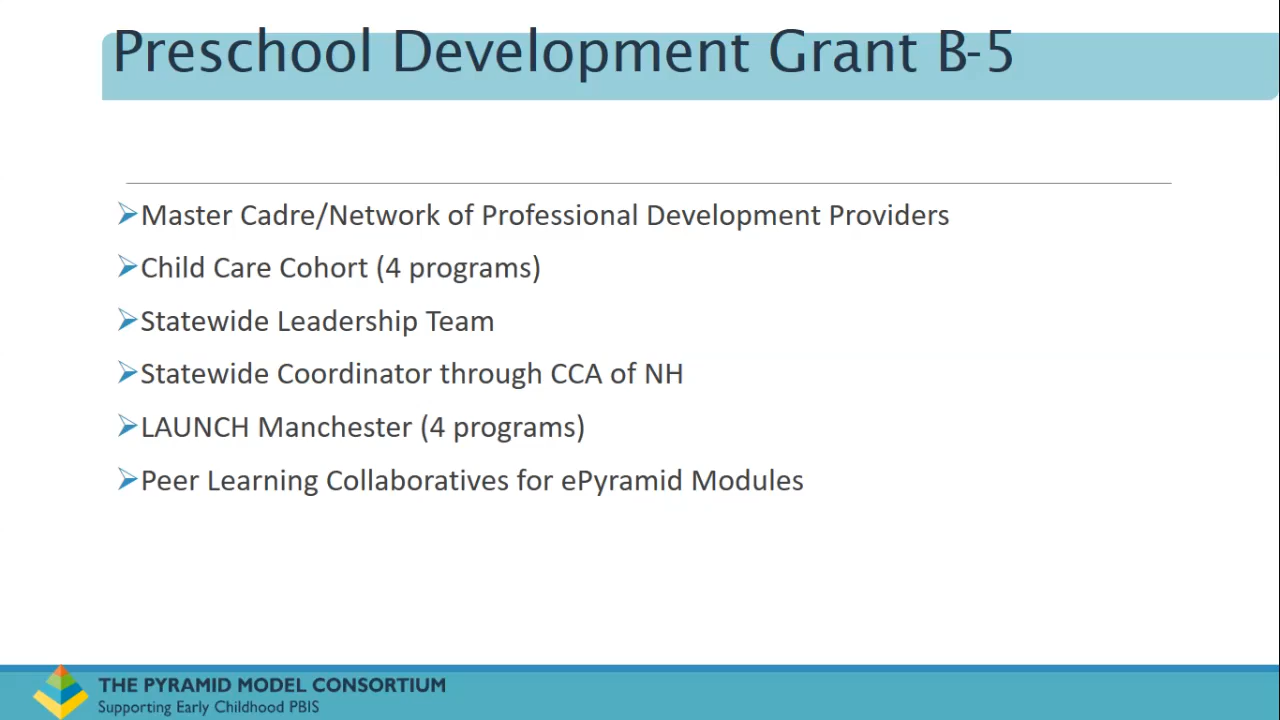 Preschool Development Grant B-5
Master Cadre/Network of Professional Development Providers
Child Care Cohort (4 programs)
Statewide Leadership Team
Statewide Coordinator through CCA of NH
LAUNCH Manchester (4 programs)
Peer Learning Collaboratives for ePyramid Modules
THE PYRAMID MODEL CONSORTIUM
Supporting Early Childhood PBIS